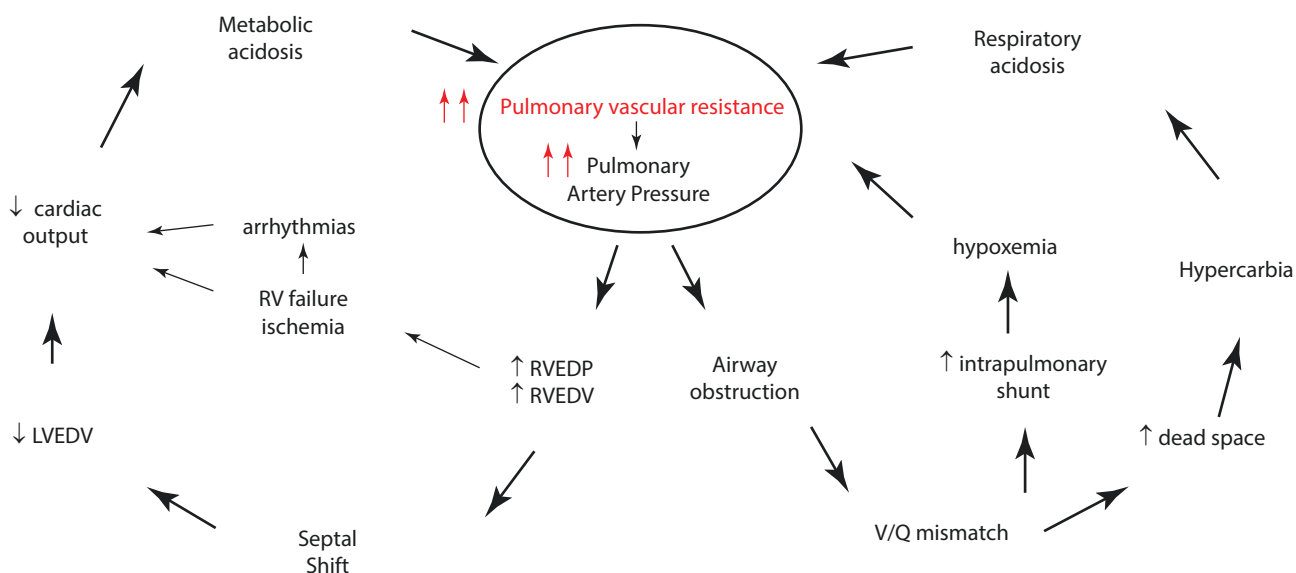 Metabolic
acidosis
Respiratory
acidosis
↑↑ Pulmonary vascular resistance
↑↑ Pulmonary
Artery Pressure
↓ cardiac
output
arrhythmias
RV failure
ischemia
hypoxemia
Hypercarbia
↑ RVEDP
↑ RVEDV
Airway
obstruction
↑ intrapulmonary
shunt
↓ LVEDV
↑ dead space
Septal
Shift
V/Q mismatch